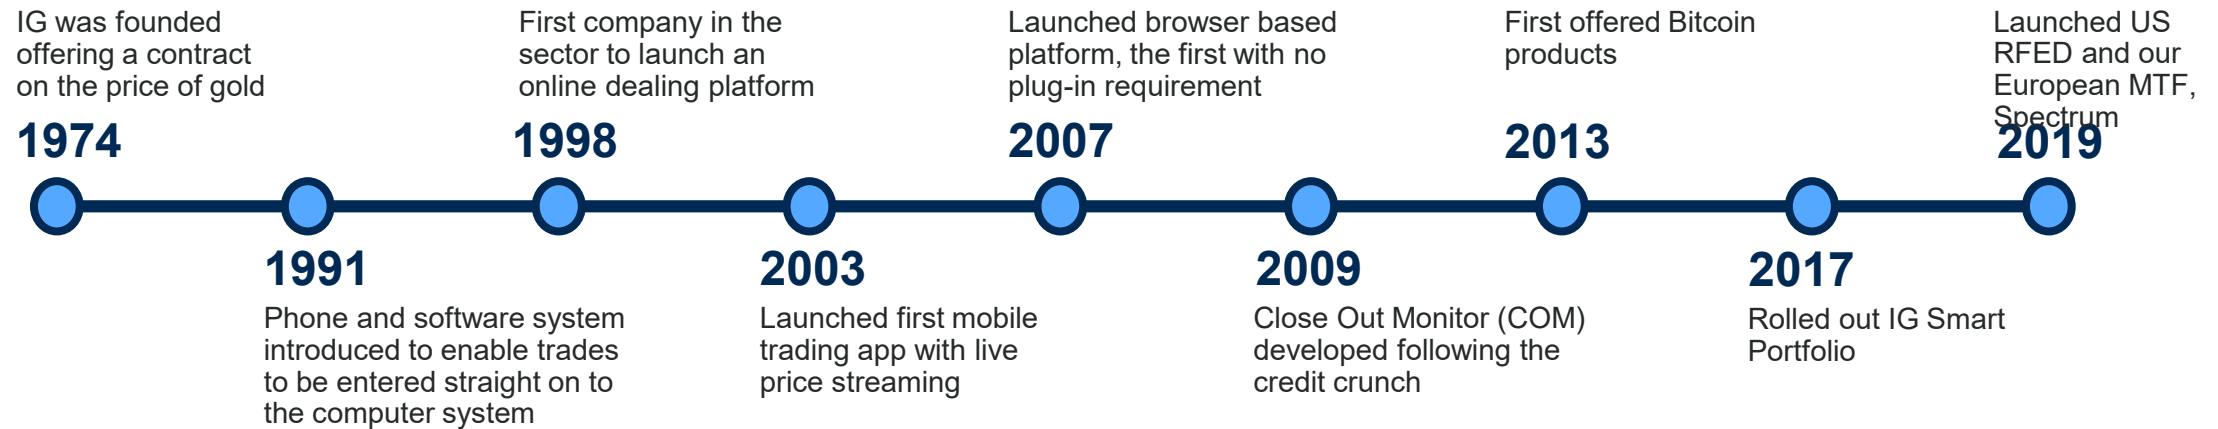 IG was founded
offering a contract
on the price of gold
1974
1991
Phone and software system
introduced to enable trades
to be entered straight on to
the computer system
First company in the
sector to launch an
online dealing platform
1998
2003
Launched first mobile
trading app with live
price streaming
Launched browser based
platform, the first with no
plug-in requirement
2007
2009
Close Out Monitor (COM)
developed following the
credit crunch
First offered Bitcoin
products
2013
2017
Rolled out IG Smart
Portfolio
Launched US
RFED and our
European MTF,
Spectrum
2019